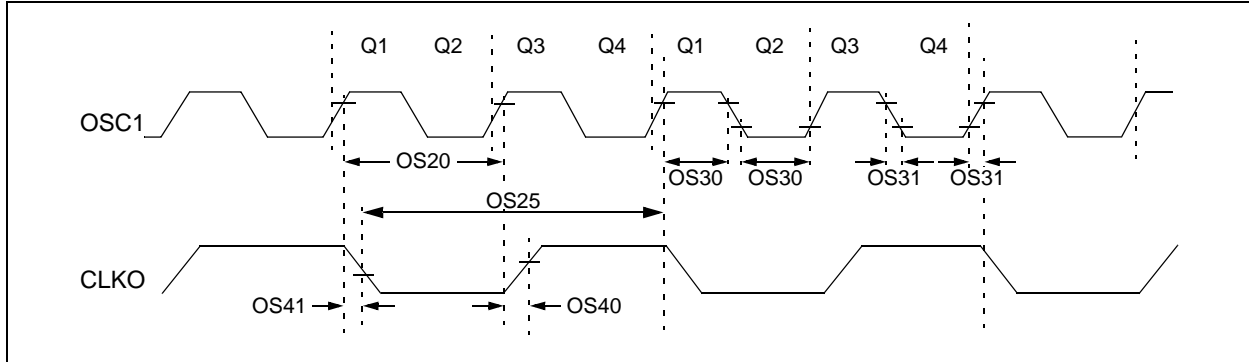 Q1 Q2 Q3 Q4 Q1 Q2 Q3 Q4
OSC1
OS20
OS30 OS30 OS31 OS31
OS25
CLKO
OS41 OS40